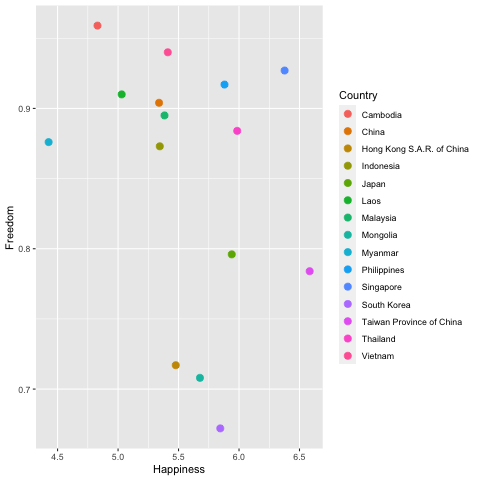 Freedom
0.9
0.8
0.7
4.5 5.0 5.5 6.0 6.5
Happiness
Country
Cambodia
China
Hong Kong S.A.R. of China
Indonesia
Japan
Laos
Malaysia
Mongolia
Myanmar
Philippines
Singapore
South Korea
Taiwan Province of China
Thailand
Vietnam